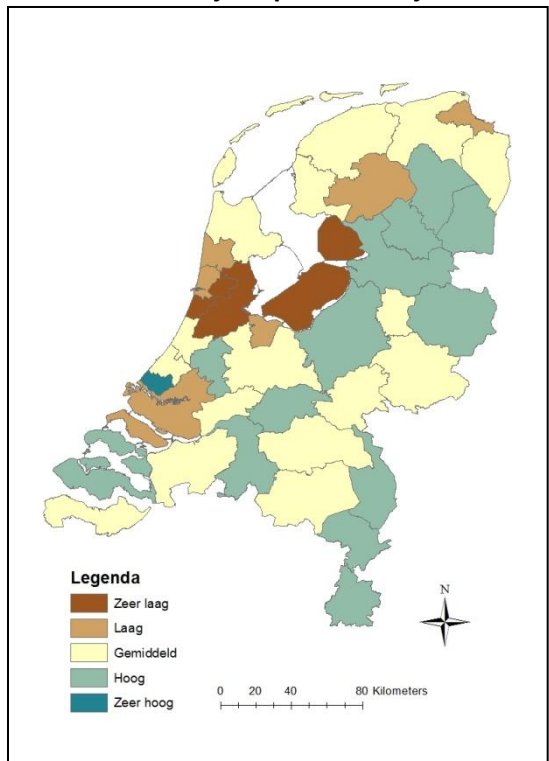 Legenda
Zeer laag
Laag
Gemiddeld
Hoog
Zeer hoog
N
0 20 40 80 Kilometers